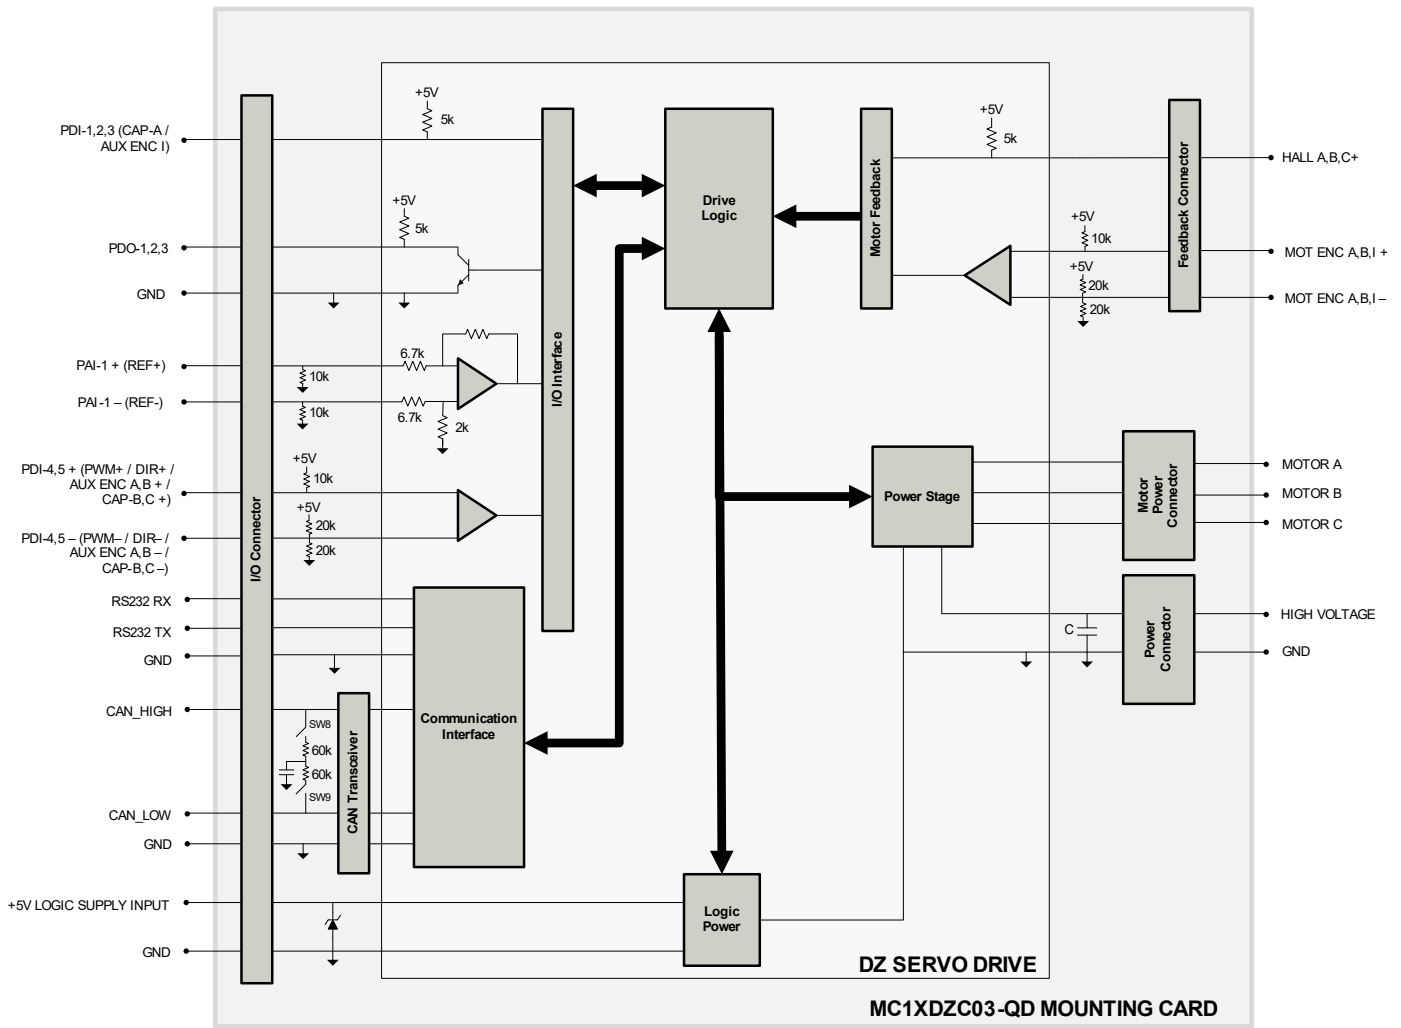 PDI-1,2,3 (CAP-A /
AUX ENC I)
PDO-1,2,3
GND
PAI-1 + (REF+)
PAI-1 – (REF-)
PDI-4,5 + (PWM+ / DIR+ /
AUX ENC A,B + /
CAP-B,C +)
PDI-4,5 – (PWM– / DIR– /
AUX ENC A,B – /
CAP-B,C –)
RS232 RX
RS232 TX
GND
CAN_HIGH
CAN_LOW
GND
+5V LOGIC SUPPLY INPUT
GND
I/O Connector
+5V
5k
+5V
5k
6.7k
10k
10k
6.7k
2k
+5V
10k
+5V
20k
20k
SW8
60k
60k
SW9
CAN Transceiver
Communication
Interface
I/O Interface
Drive
Logic
Motor Feedback
+5V
5k
+5V
10k
+5V
20k
20k
Feedback Connector
HALL A,B,C+
MOT ENC A,B,I +
MOT ENC A,B,I –
Power Stage
Motor
Power
Connector
MOTOR A
MOTOR B
MOTOR C
C
Power
Connector
HIGH VOLTAGE
GND
Logic
Power
DZ SERVO DRIVE
MC1XDZC03-QD MOUNTING CARD